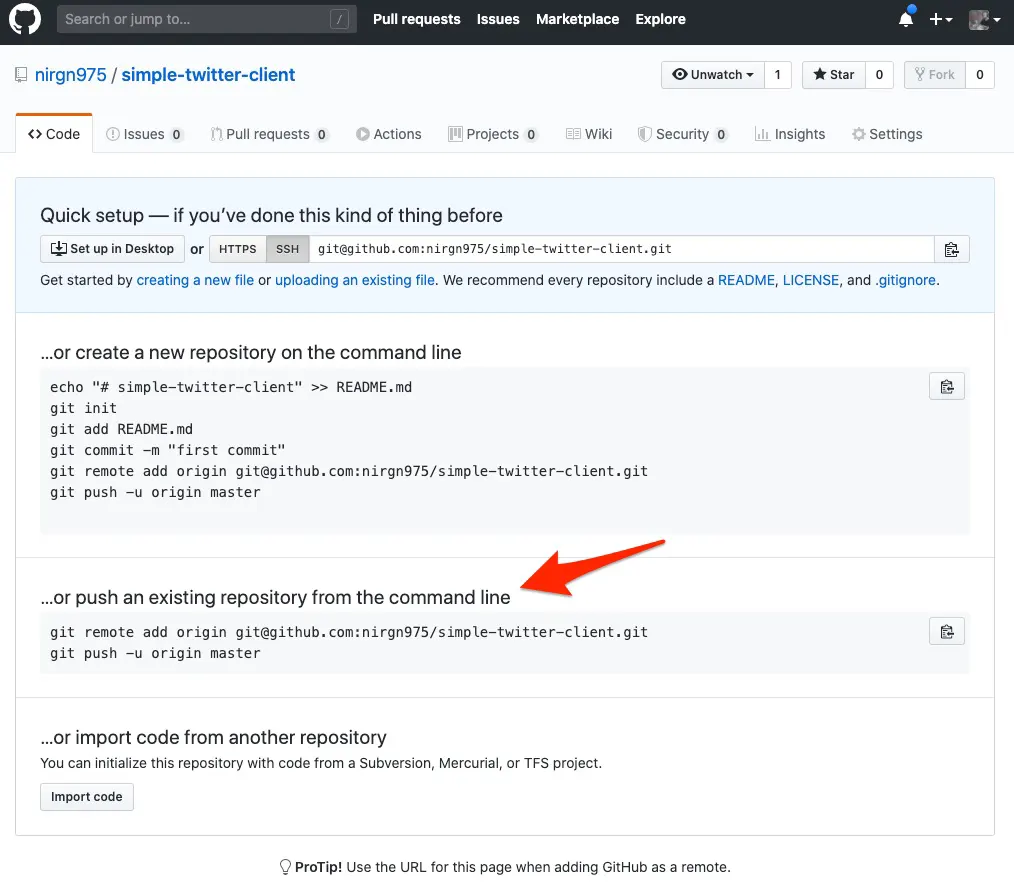 Search or jump to... / Pull requests Issues Marketplace Explore
nirgn975 / simple-twitter-client Unwatch 1 Star 0 Fork 0
Code Issues 0 Pull requests 0 Actions Projects 0 Wiki Security 0 Insights Settings
Quick setup — if you’ve done this kind of thing before
Set up in Desktop or HTTPS SSH git@github.com:nirgn975/simple-twitter-client.git
Get started by creating a new file or uploading an existing file. We recommend every repository include a README, LICENSE, and .gitignore.
…or create a new repository on the command line
echo "# simple-twitter-client" >> README.md
git init
git add README.md
git commit -m "first commit"
git remote add origin git@github.com:nirgn975/simple-twitter-client.git
git push -u origin master
…or push an existing repository from the command line
git remote add origin git@github.com:nirgn975/simple-twitter-client.git
git push -u origin master
…or import code from another repository
You can initialize this repository with code from a Subversion, Mercurial, or TFS project.
Import code
ProTip! Use the URL for this page when adding GitHub as a remote.